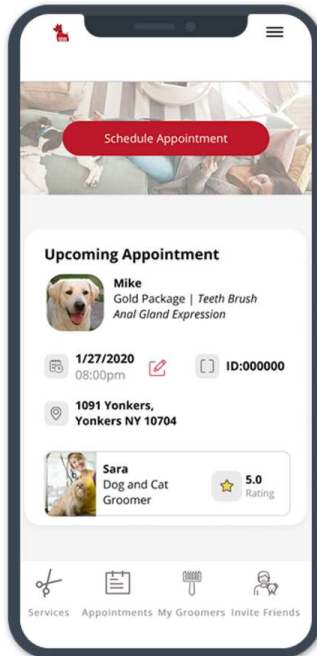 Schedule Appointment
Upcoming Appointment
Mike
Gold Package | Teeth Brush
Anal Gland Expression
1/27/2020
08:00pm
ID:000000
1091 Yonkers,
Yonkers NY 10704
Sara
Dog and Cat
Groomer
5.0
Rating
Services Appointments My Groomers Invite Friends